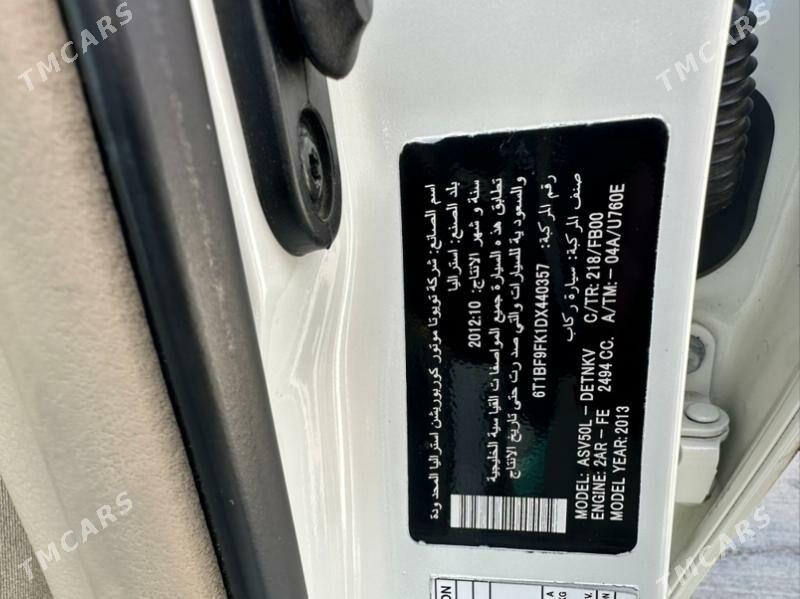 TMCARS
TMCARS
اسم الصنع: شركة تويوتا موتور كوربوريشن استراليا المحدودة
بلد الصنع: استراليا
سنة و شهر الانتاج: 2012:10
تطابق هذه السيارة جميع المواصفات القياسية الخليجية
والسعودية للسيارات والتي صدرت حتى تاريخ الانتاج
رقم المركبة: 6T1BF9FK1DX440357
صنف المركبة: سيارة ركاب
MODEL: ASV50L – DETNKV C/TR: 218/FB00
ENGINE: 2AR – FE 2494 CC. A/TM: – 04A/U760E
MODEL YEAR: 2013
TMCARS
TMCARS